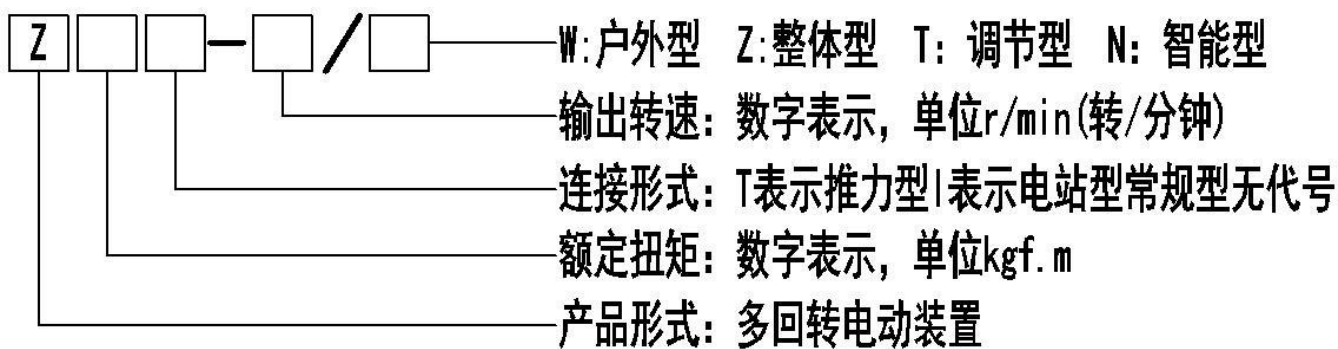 Z - / W:户外型 Z:整体型 T：调节型 N：智能型
输出转速：数字表示，单位r/min(转/分钟)
连接形式：T表示推力型I表示电站型常规型无代号
额定扭矩：数字表示，单位kgf.m
产品形式：多回转电动装置